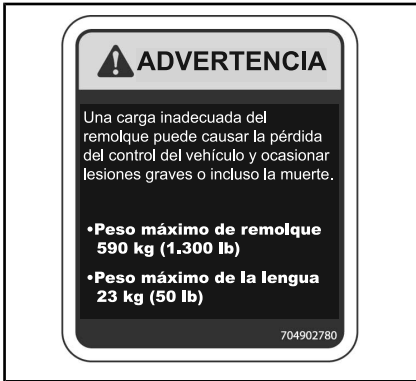 ADVERTENCIA
Una carga inadecuada del
remolque puede causar la pérdida
del control del vehículo y ocasionar
lesiones graves o incluso la muerte.
•Peso máximo de remolque
590 kg (1.300 lb)
•Peso máximo de la lengua
23 kg (50 lb)
704902780